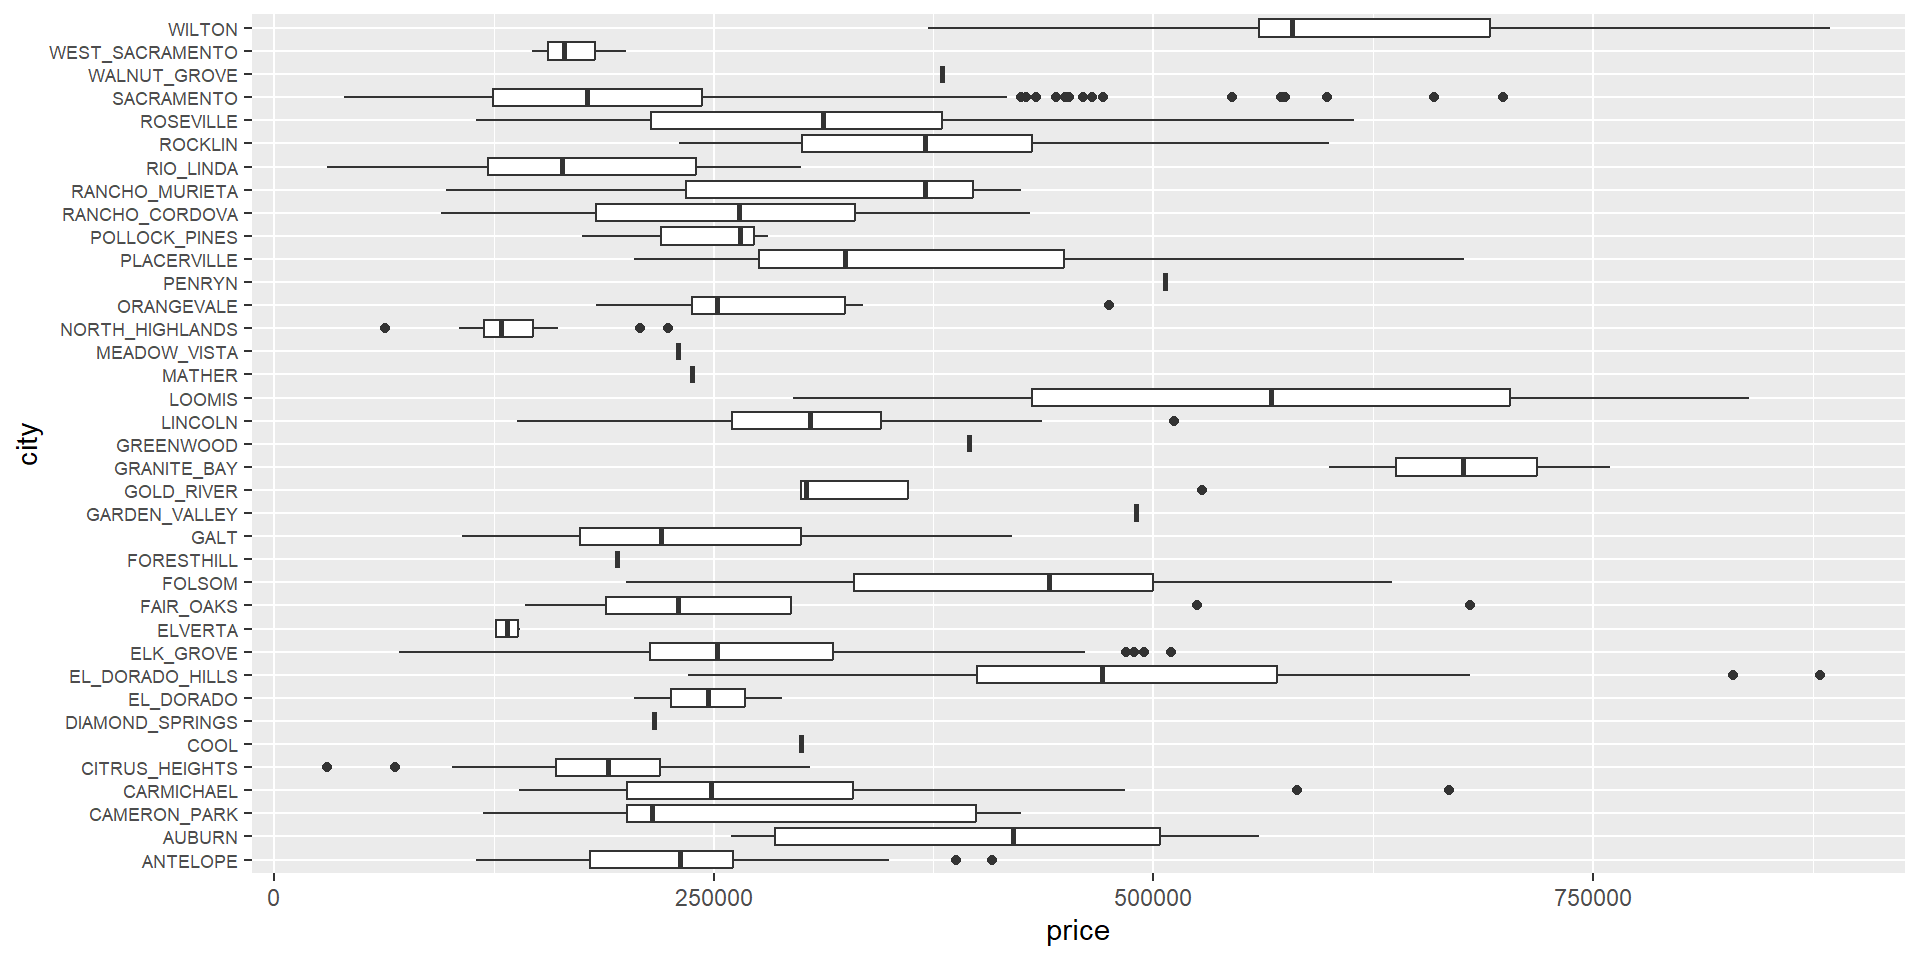 WILTON
WEST_SACRAMENTO
WALNUT_GROVE
SACRAMENTO
ROSEVILLE
ROCKLIN
RIO_LINDA
RANCHO_MURIETA
RANCHO_CORDOVA
POLLOCK_PINES
PLACERVILLE
PENRYN
ORANGEVALE
NORTH_HIGHLANDS
MEADOW_VISTA
MATHER
LOOMIS
LINCOLN
GREENWOOD
GRANITE_BAY
GOLD_RIVER
GARDEN_VALLEY
GALT
FORESTHILL
FOLSOM
FAIR_OAKS
ELVERTA
ELK_GROVE
EL_DORADO_HILLS
EL_DORADO
DIAMOND_SPRINGS
COOL
CITRUS_HEIGHTS
CARMICHAEL
CAMERON_PARK
AUBURN
ANTELOPE
city
0 250000 500000 750000
price